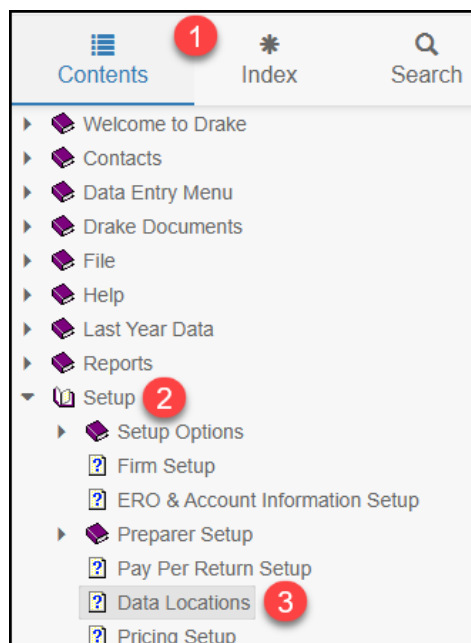 1
Contents Index Search
Welcome to Drake
Contacts
Data Entry Menu
Drake Documents
File
Help
Last Year Data
Reports
Setup 2
Setup Options
? Firm Setup
? ERO & Account Information Setup
Preparer Setup
? Pay Per Return Setup
? Data Locations 3
? Pricing Setup